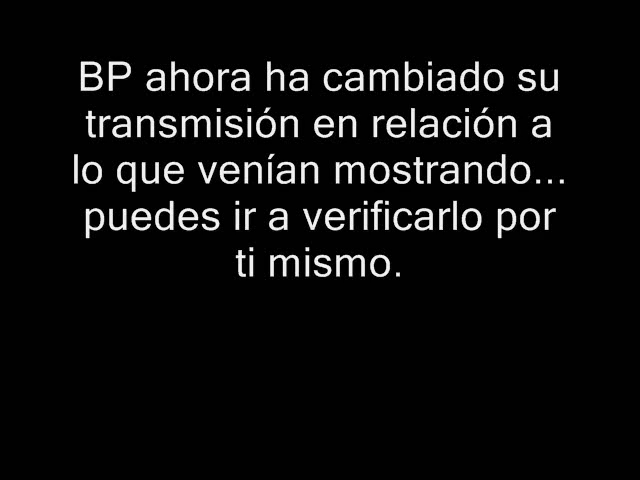 BP ahora ha cambiado su
transmisión en relación a
lo que venían mostrando...
puedes ir a verificarlo por
ti mismo.